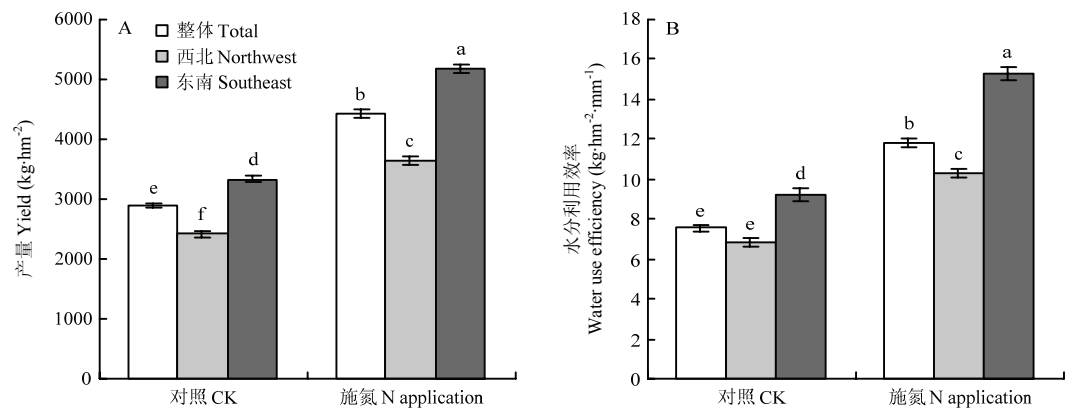 A
整体 Total
西北 Northwest
东南 Southeast
产量 Yield (kg·hm⁻²)
6000
5000
4000
3000
2000
1000
0
e
f
d
b
c
a
对照 CK
施氮 N application
B
水分利用效率
Water use efficiency (kg·hm⁻²·mm⁻¹)
18
16
14
12
10
8
6
4
2
0
e
e
d
b
c
a
对照 CK
施氮 N application